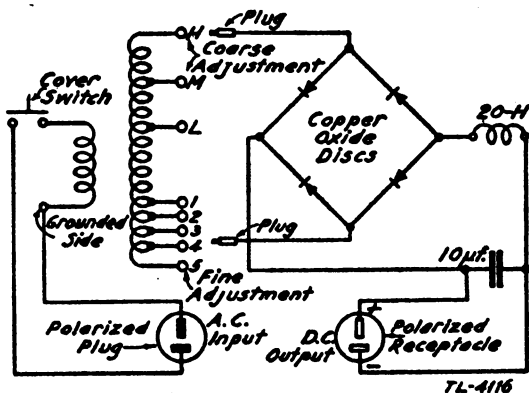 Plug
H
Coarse
Adjustment
Cover
Switch
M
L
Copper
Oxide
Discs
20-H
1
2
3
4
5
Grounded
Side
Plug
Fine
Adjustment
10µf.
Polarized
Plug
A.C.
Input
+
D.C.
Output
-
Polarized
Receptacle
TL-4116